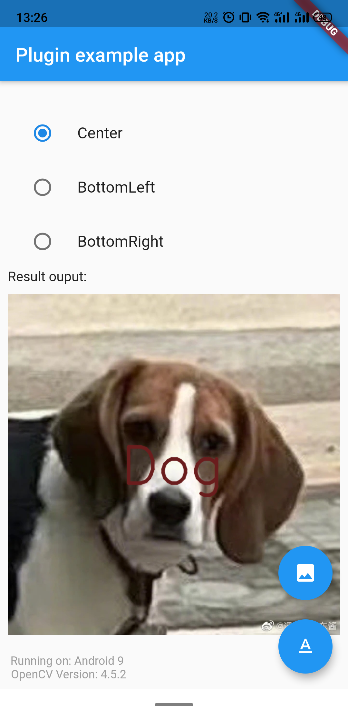 13:26
DEBUG
Plugin example app
Center
BottomLeft
BottomRight
Result ouput:
Dog
A
Running on: Android 9
OpenCV Version: 4.5.2